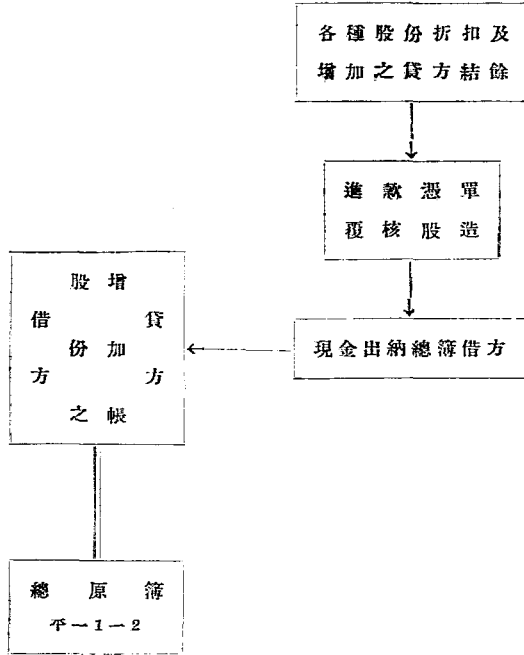 各種股份折扣及
增加之貸方結餘
進款憑單
覆核股造
現金出納總簿借方
股增
借 貸
份加
方 方
之帳
總原簿
平一1一2